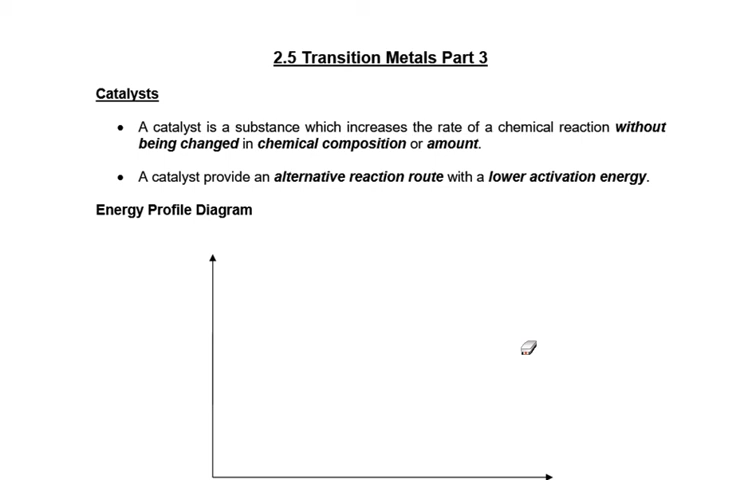 2.5 Transition Metals Part 3
Catalysts
• A catalyst is a substance which increases the rate of a chemical reaction without
being changed in chemical composition or amount.
• A catalyst provide an alternative reaction route with a lower activation energy.
Energy Profile Diagram